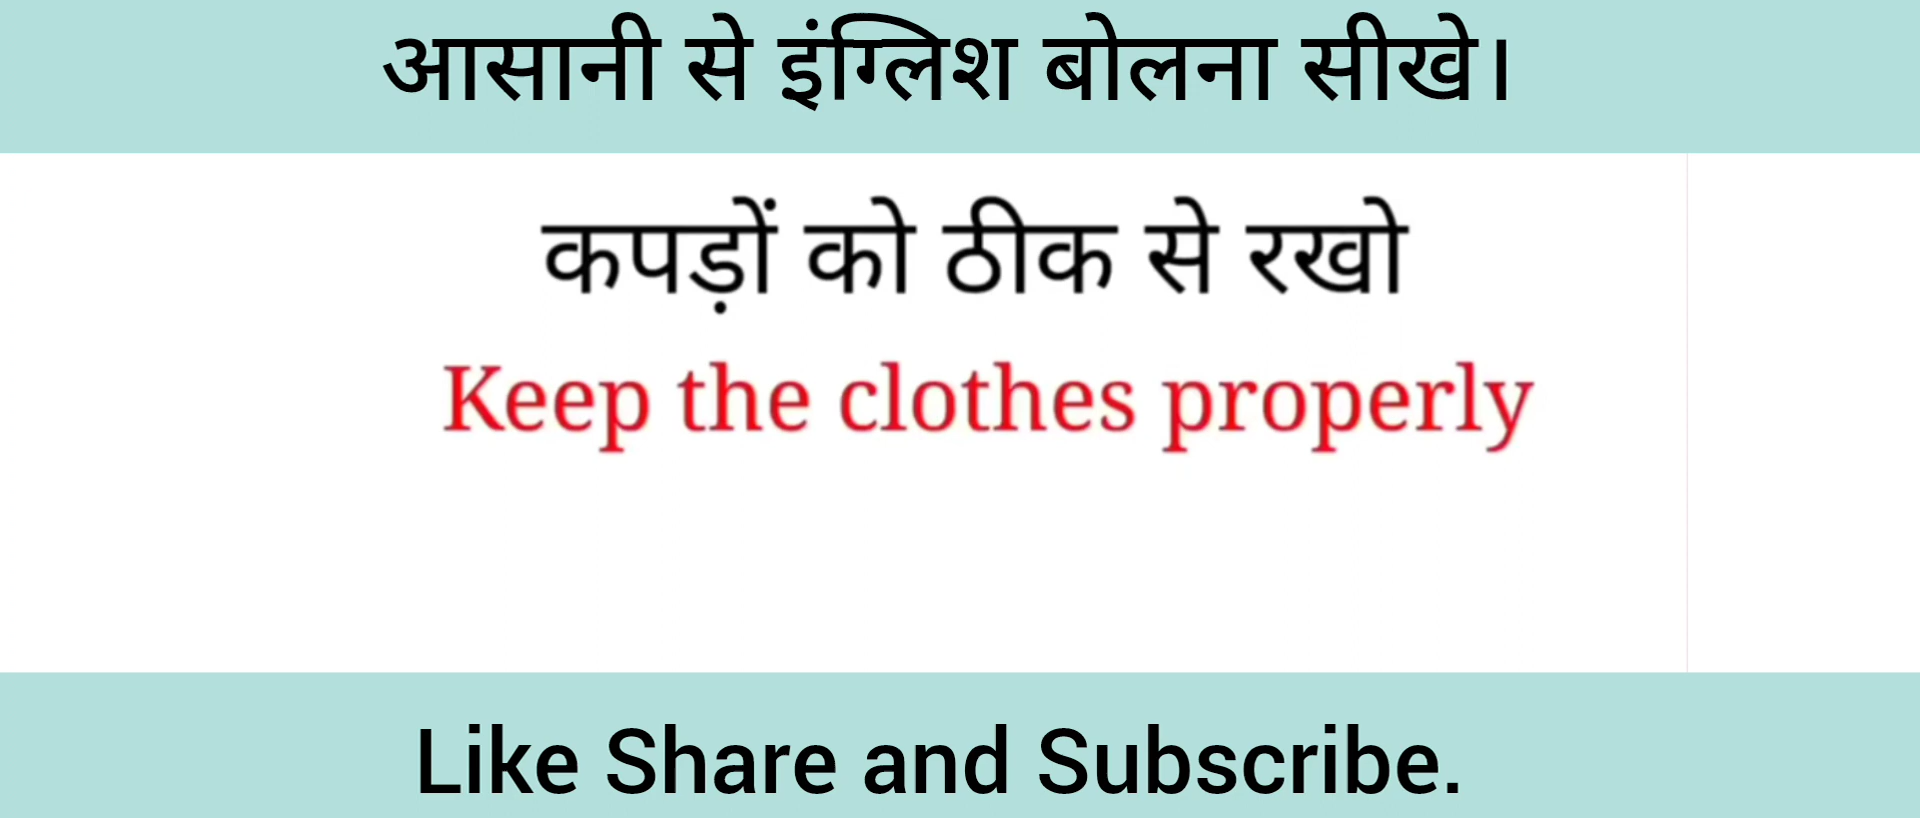 आसानी से इंग्लिश बोलना सीखे।
कपड़ों को ठीक से रखो
Keep the clothes properly
Like Share and Subscribe.